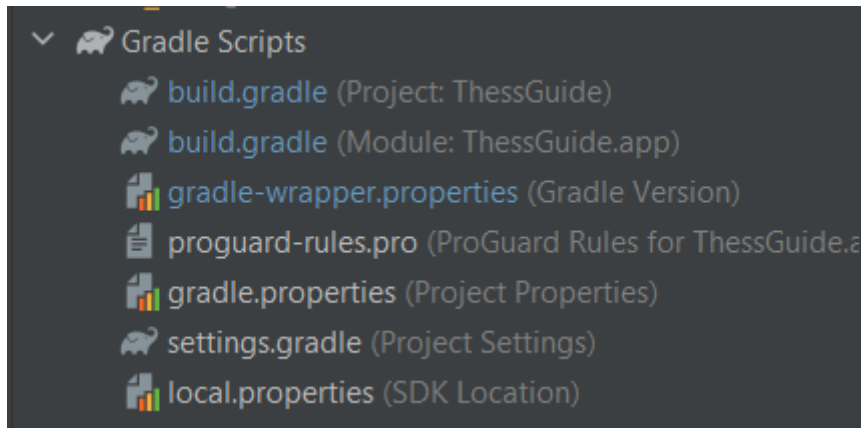 Gradle Scripts
build.gradle (Project: ThessGuide)
build.gradle (Module: ThessGuide.app)
gradle-wrapper.properties (Gradle Version)
proguard-rules.pro (ProGuard Rules for ThessGuide.a
gradle.properties (Project Properties)
settings.gradle (Project Settings)
local.properties (SDK Location)